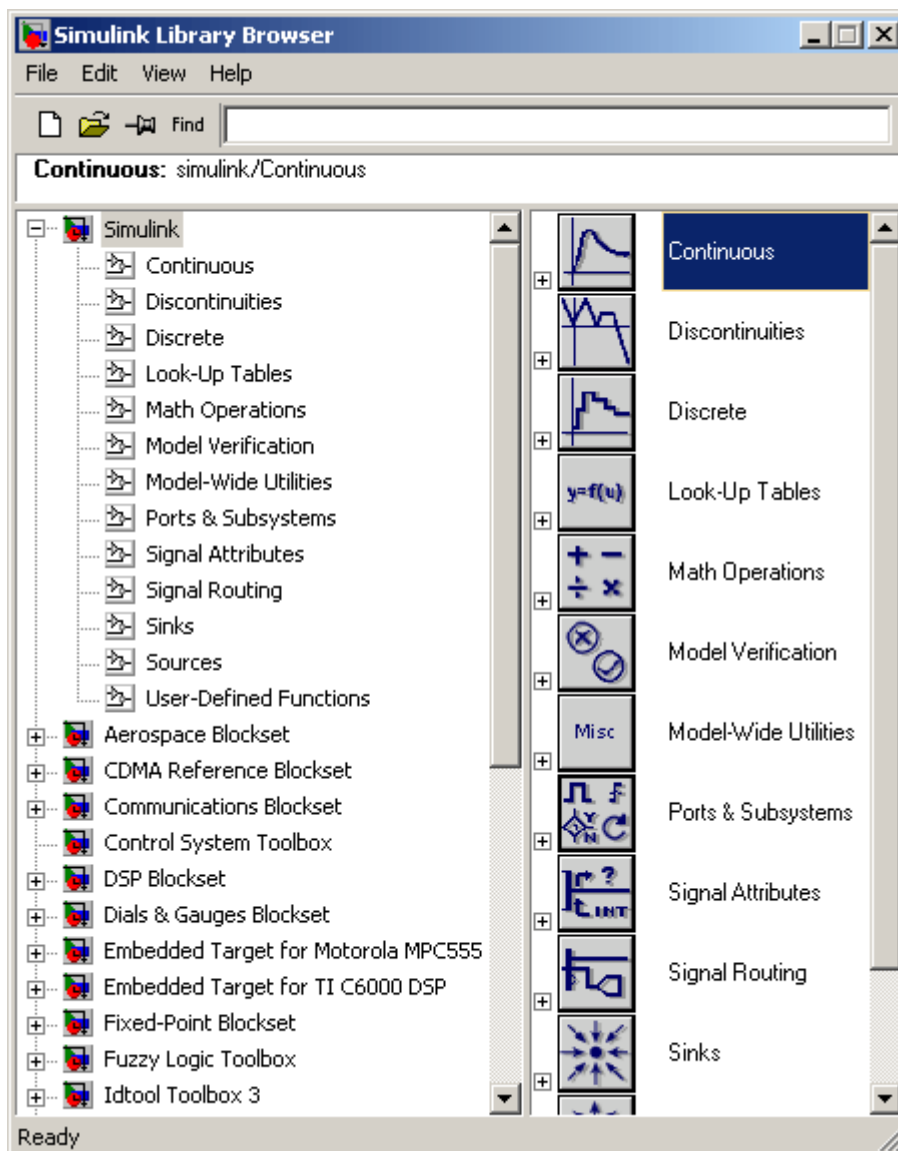 Simulink Library Browser
File Edit View Help
Find
Continuous: simulink/Continuous
Simulink
Continuous
Discontinuities
Discrete
Look-Up Tables
Math Operations
Model Verification
Model-Wide Utilities
Ports & Subsystems
Signal Attributes
Signal Routing
Sinks
Sources
User-Defined Functions
Aerospace Blockset
CDMA Reference Blockset
Communications Blockset
Control System Toolbox
DSP Blockset
Dials & Gauges Blockset
Embedded Target for Motorola MPC555
Embedded Target for TI C6000 DSP
Fixed-Point Blockset
Fuzzy Logic Toolbox
Idtool Toolbox 3
Continuous
Discontinuities
Discrete
y=f(u) Look-Up Tables
Math Operations
Model Verification
Misc Model-Wide Utilities
Y
N
Ports & Subsystems
?
t INT
Signal Attributes
Signal Routing
Sinks
Ready